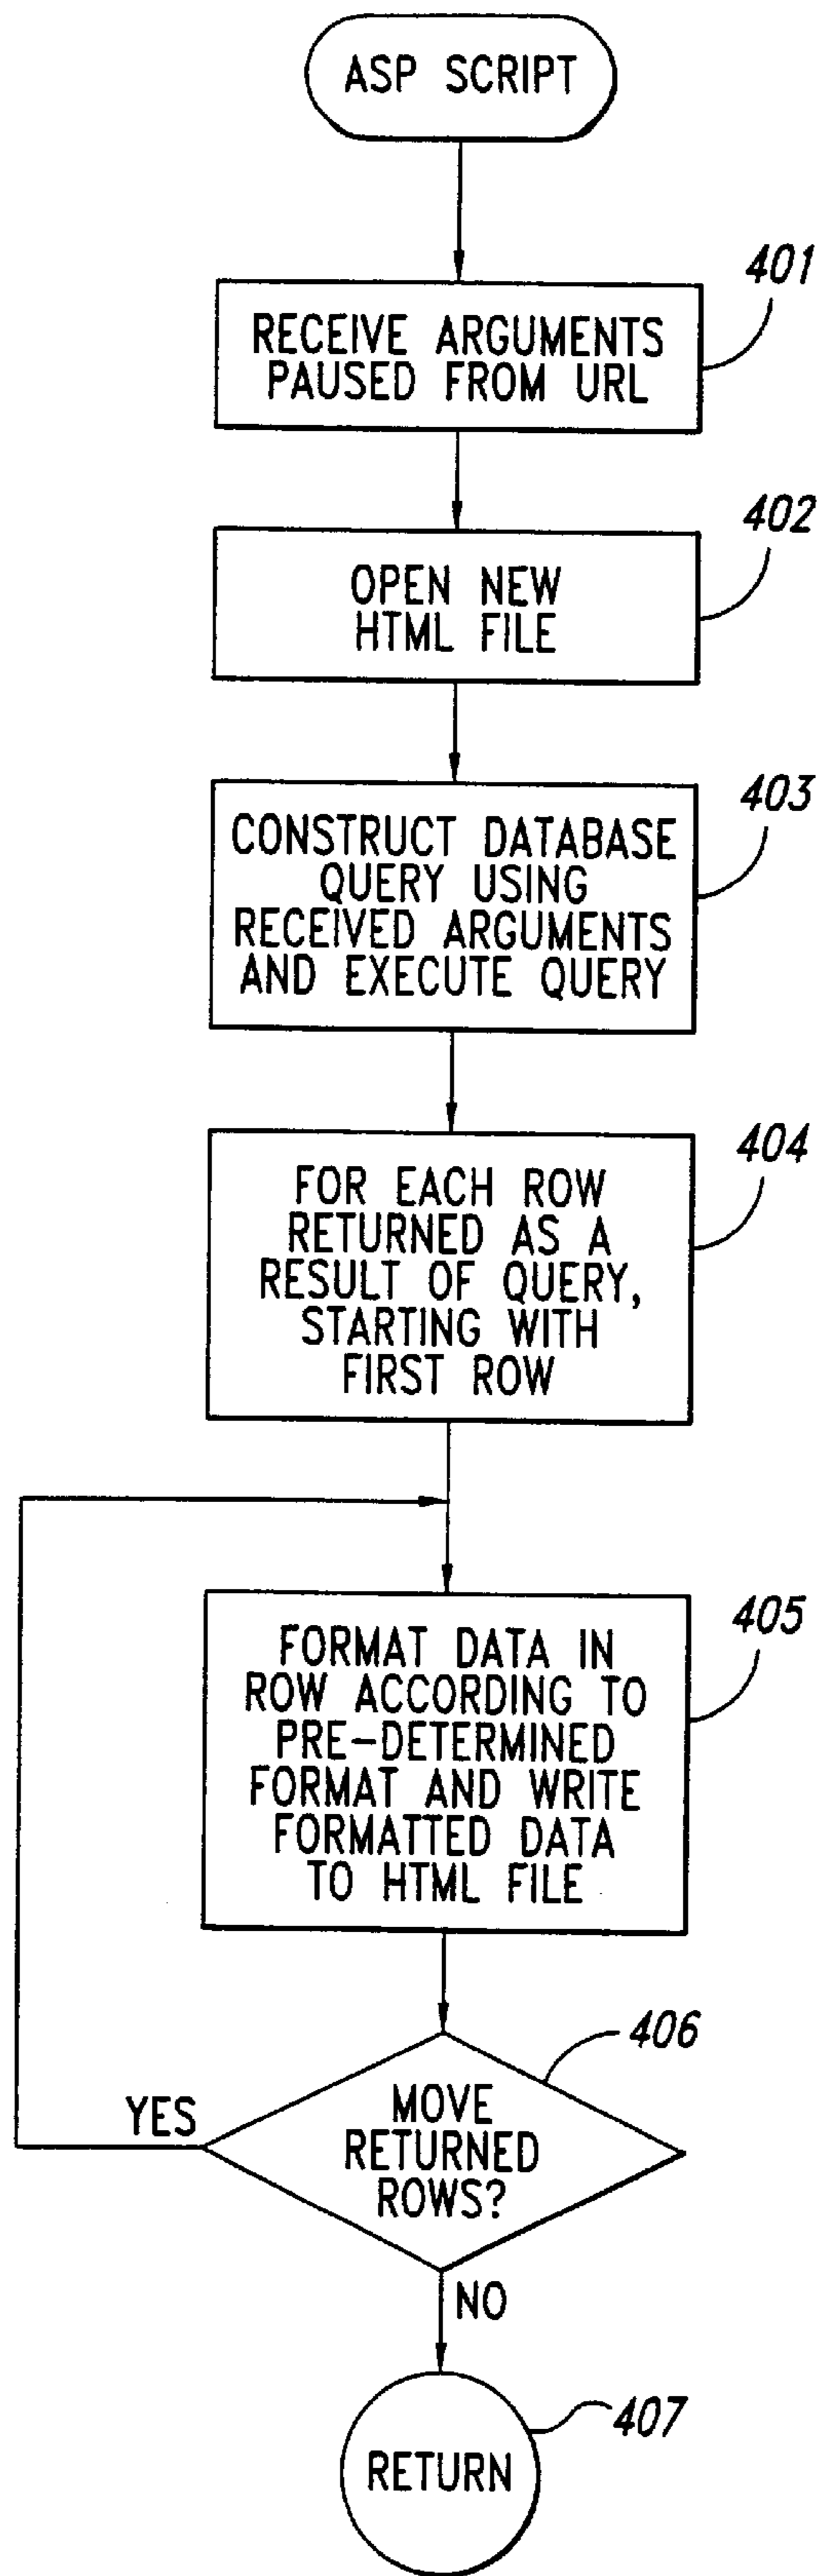 ASP SCRIPT
401
RECEIVE ARGUMENTS
PAUSED FROM URL
402
OPEN NEW
HTML FILE
403
CONSTRUCT DATABASE
QUERY USING
RECEIVED ARGUMENTS
AND EXECUTE QUERY
404
FOR EACH ROW
RETURNED AS A
RESULT OF QUERY,
STARTING WITH
FIRST ROW
405
FORMAT DATA IN
ROW ACCORDING TO
PRE-DETERMINED
FORMAT AND WRITE
FORMATTED DATA
TO HTML FILE
406
MOVE
RETURNED
ROWS?
YES
NO
407
RETURN